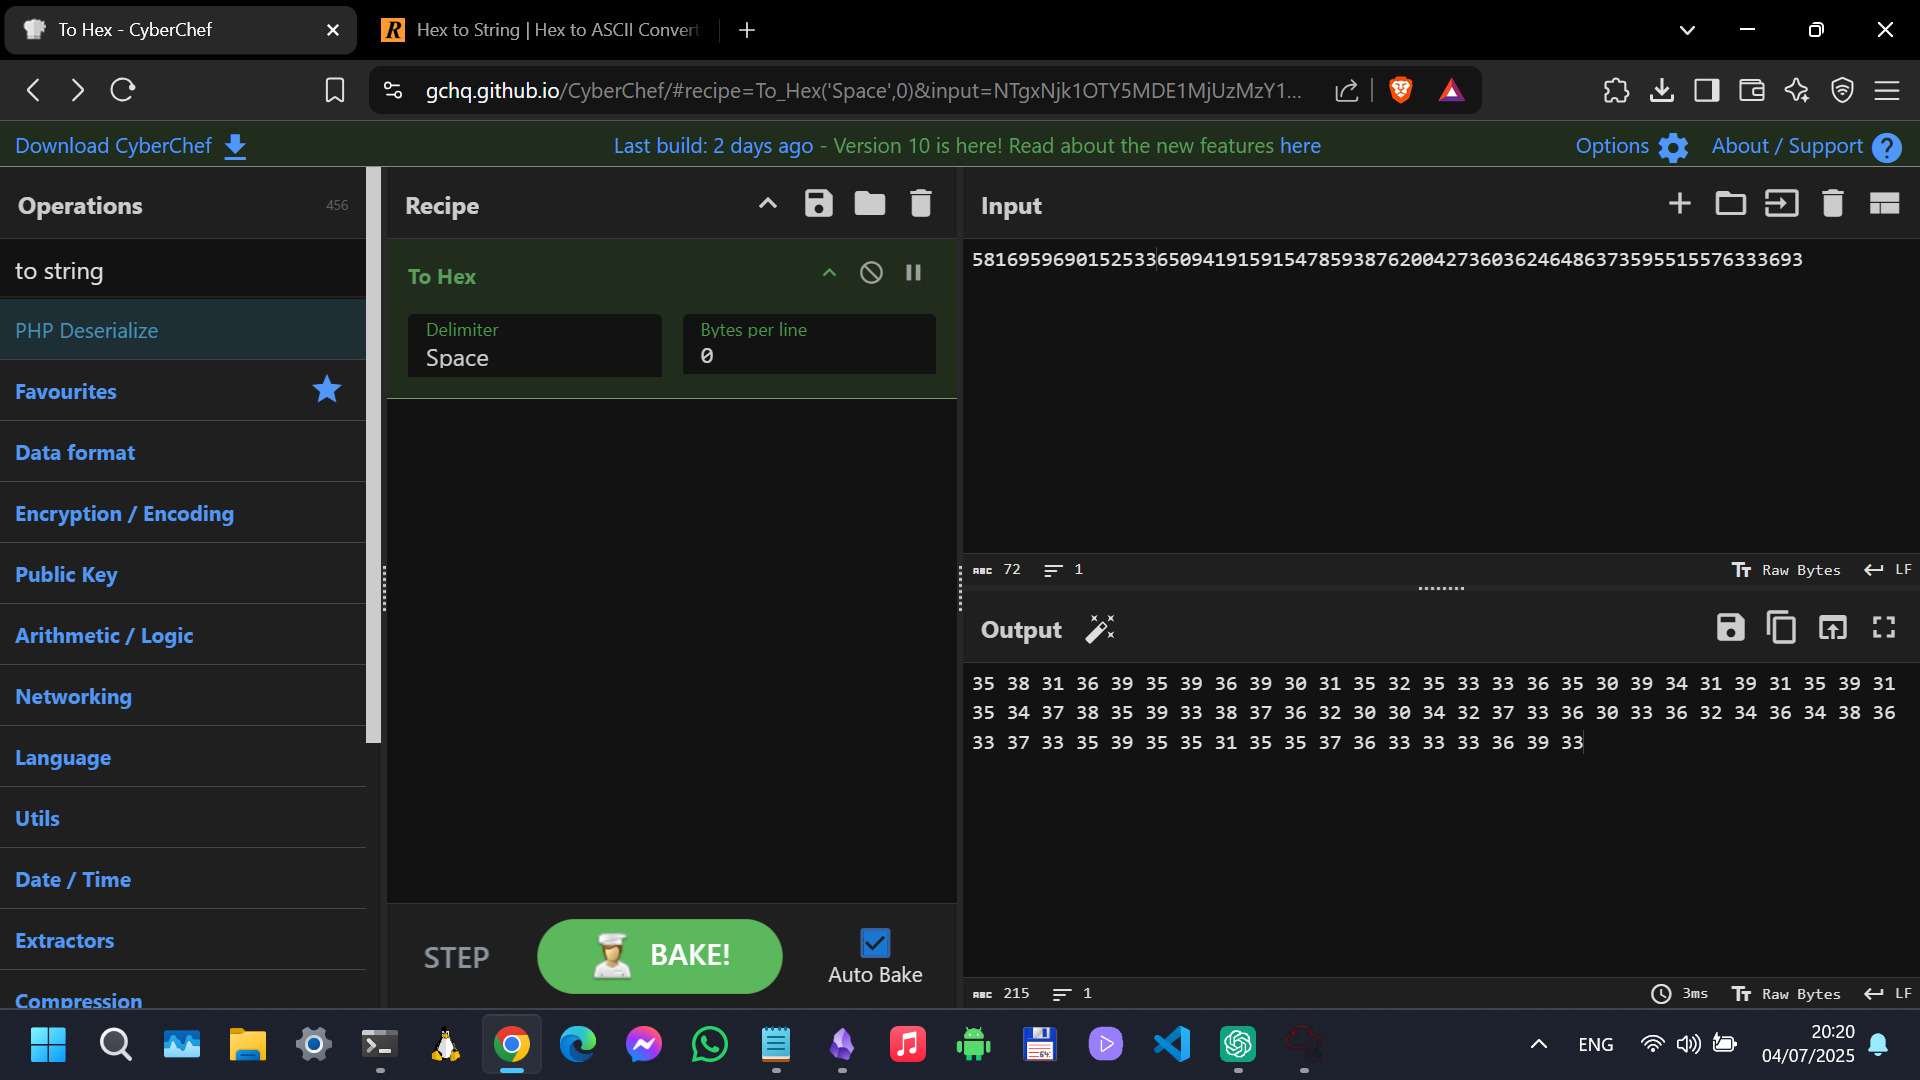 To Hex - CyberChef
Hex to String | Hex to ASCII Convert
gchq.github.io/CyberChef/#recipe=To_Hex('Space',0)&input=NTgxNjk1OTY5MDE1MjUzMzY1...
Download CyberChef
Last build: 2 days ago - Version 10 is here! Read about the new features here
Options
About / Support
Operations
456
Recipe
Input
to string
To Hex
581695969015253365094191591547859387620042736036246486373595515576333693
PHP Deserialize
Delimiter
Space
Bytes per line
0
Favourites
Data format
Encryption / Encoding
Public Key
72
1
Raw Bytes
LF
Arithmetic / Logic
Output
Networking
35 38 31 36 39 35 39 36 39 30 31 35 32 35 33 33 36 35 30 39 34 31 39 31 35 39 31
35 34 37 38 35 39 33 38 37 36 32 30 30 34 32 37 33 36 30 33 36 32 34 36 34 38 36
33 37 33 35 39 35 35 31 35 35 37 36 33 33 33 36 39 33
Language
Utils
Date / Time
Extractors
Compression
STEP
BAKE!
Auto Bake
215
1
3ms
Raw Bytes
LF
ENG
20:20
04/07/2025